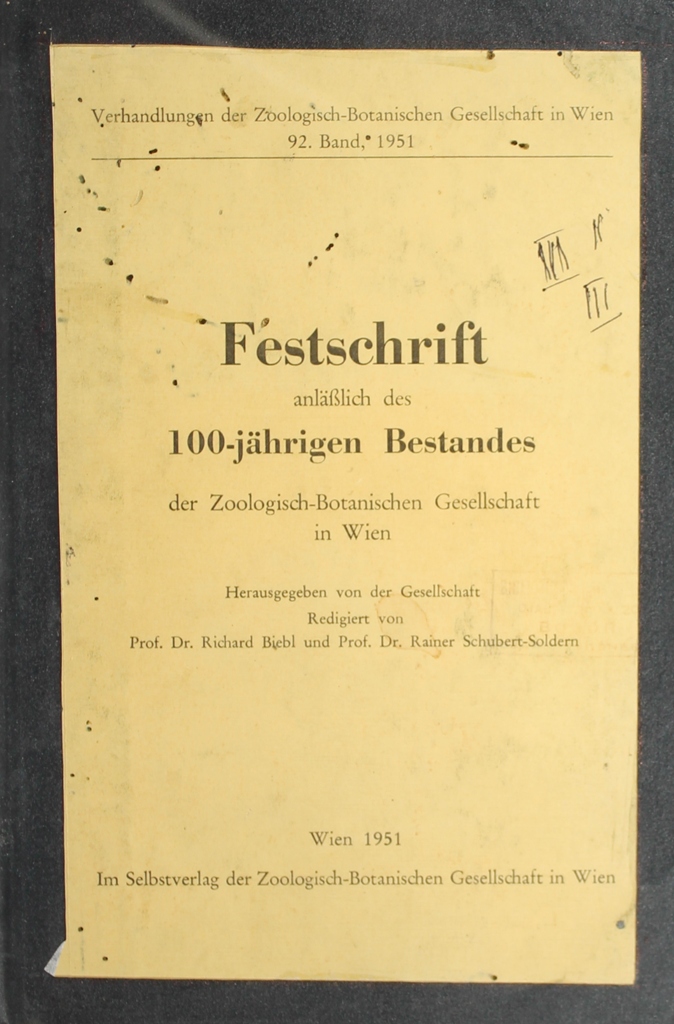 Verhandlungen der Zoologisch-Botanischen Gesellschaft in Wien
92. Band, 1951
Festschrift
anläßlich des
100-jährigen Bestandes
der Zoologisch-Botanischen Gesellschaft
in Wien
Herausgegeben von der Gesellschaft
Redigiert von
Prof. Dr. Richard Biebl und Prof. Dr. Rainer Schubert-Soldern
Wien 1951
Im Selbstverlag der Zoologisch-Botanischen Gesellschaft in Wien